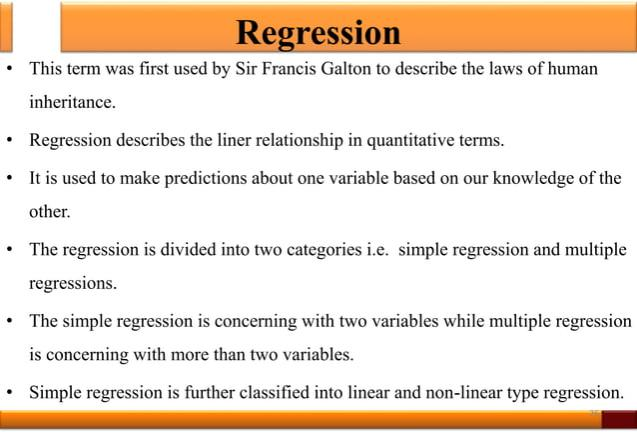 Regression
• This term was first used by Sir Francis Galton to describe the laws of human
inheritance.
• Regression describes the liner relationship in quantitative terms.
• It is used to make predictions about one variable based on our knowledge of the
other.
• The regression is divided into two categories i.e. simple regression and multiple
regressions.
• The simple regression is concerning with two variables while multiple regression
is concerning with more than two variables.
• Simple regression is further classified into linear and non-linear type regression.